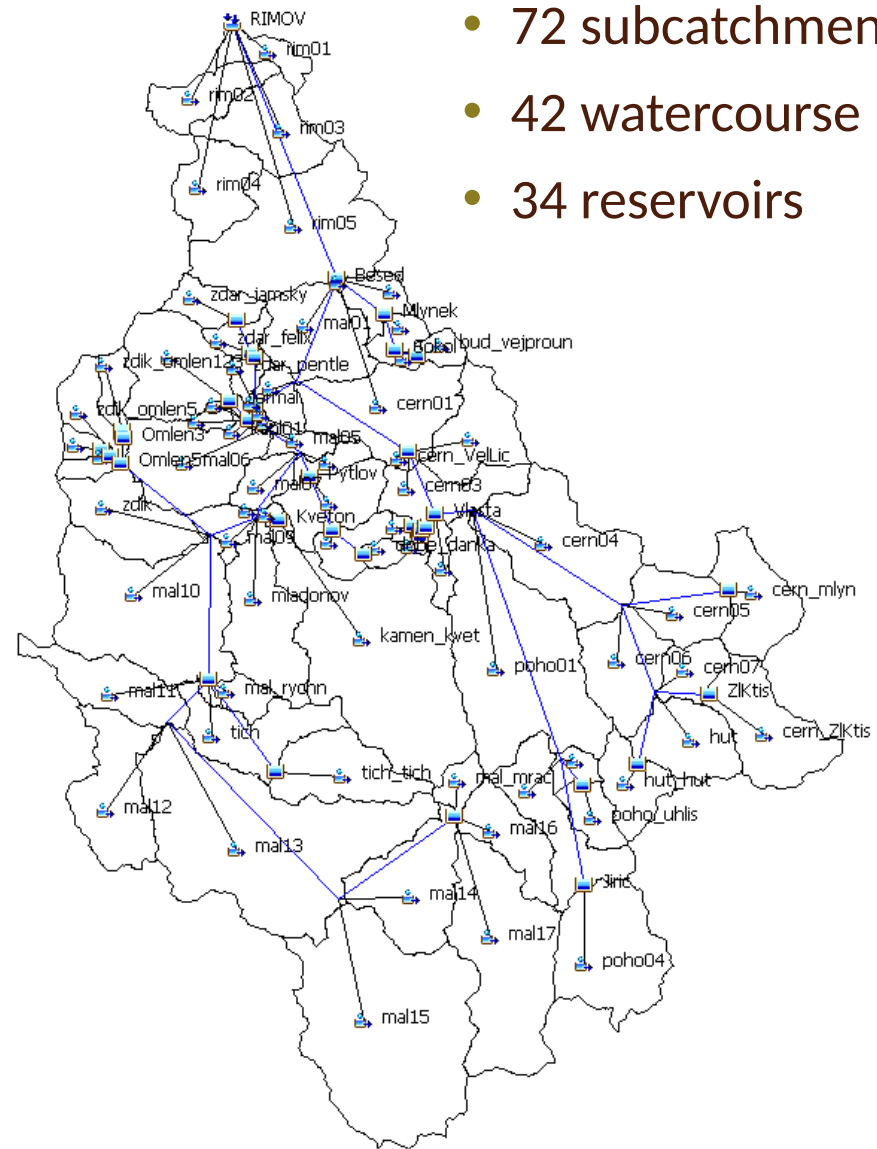 RIMOV
• 72 subcatchmen
rim01
rim02
• 42 watercourse
rim03
rim04
• 34 reservoirs
rim05
Besed
zdar_jamsky
Mlynek
mal01
zdar_felix
bud_vejproun
zdik_omlen123
zdar_pentle
cern01
zdik_omlen5
Omlen3
mal05
cern_VelLic
Omlen5
mal06
Pytlov
cern03
zdik
Kveton
cern04
mal09
mal10
mladonov
cern_mlyn
cern05
kamen_kvet
poho01
cern06
cern07
mal11
mal_rychn
ZlKtis
tich
hut
cern_ZlKtis
tich_tich
mal_mrac
hut_hut
mal12
poho_uhlis
mal16
mal13
Jiric
mal14
mal17
poho04
mal15